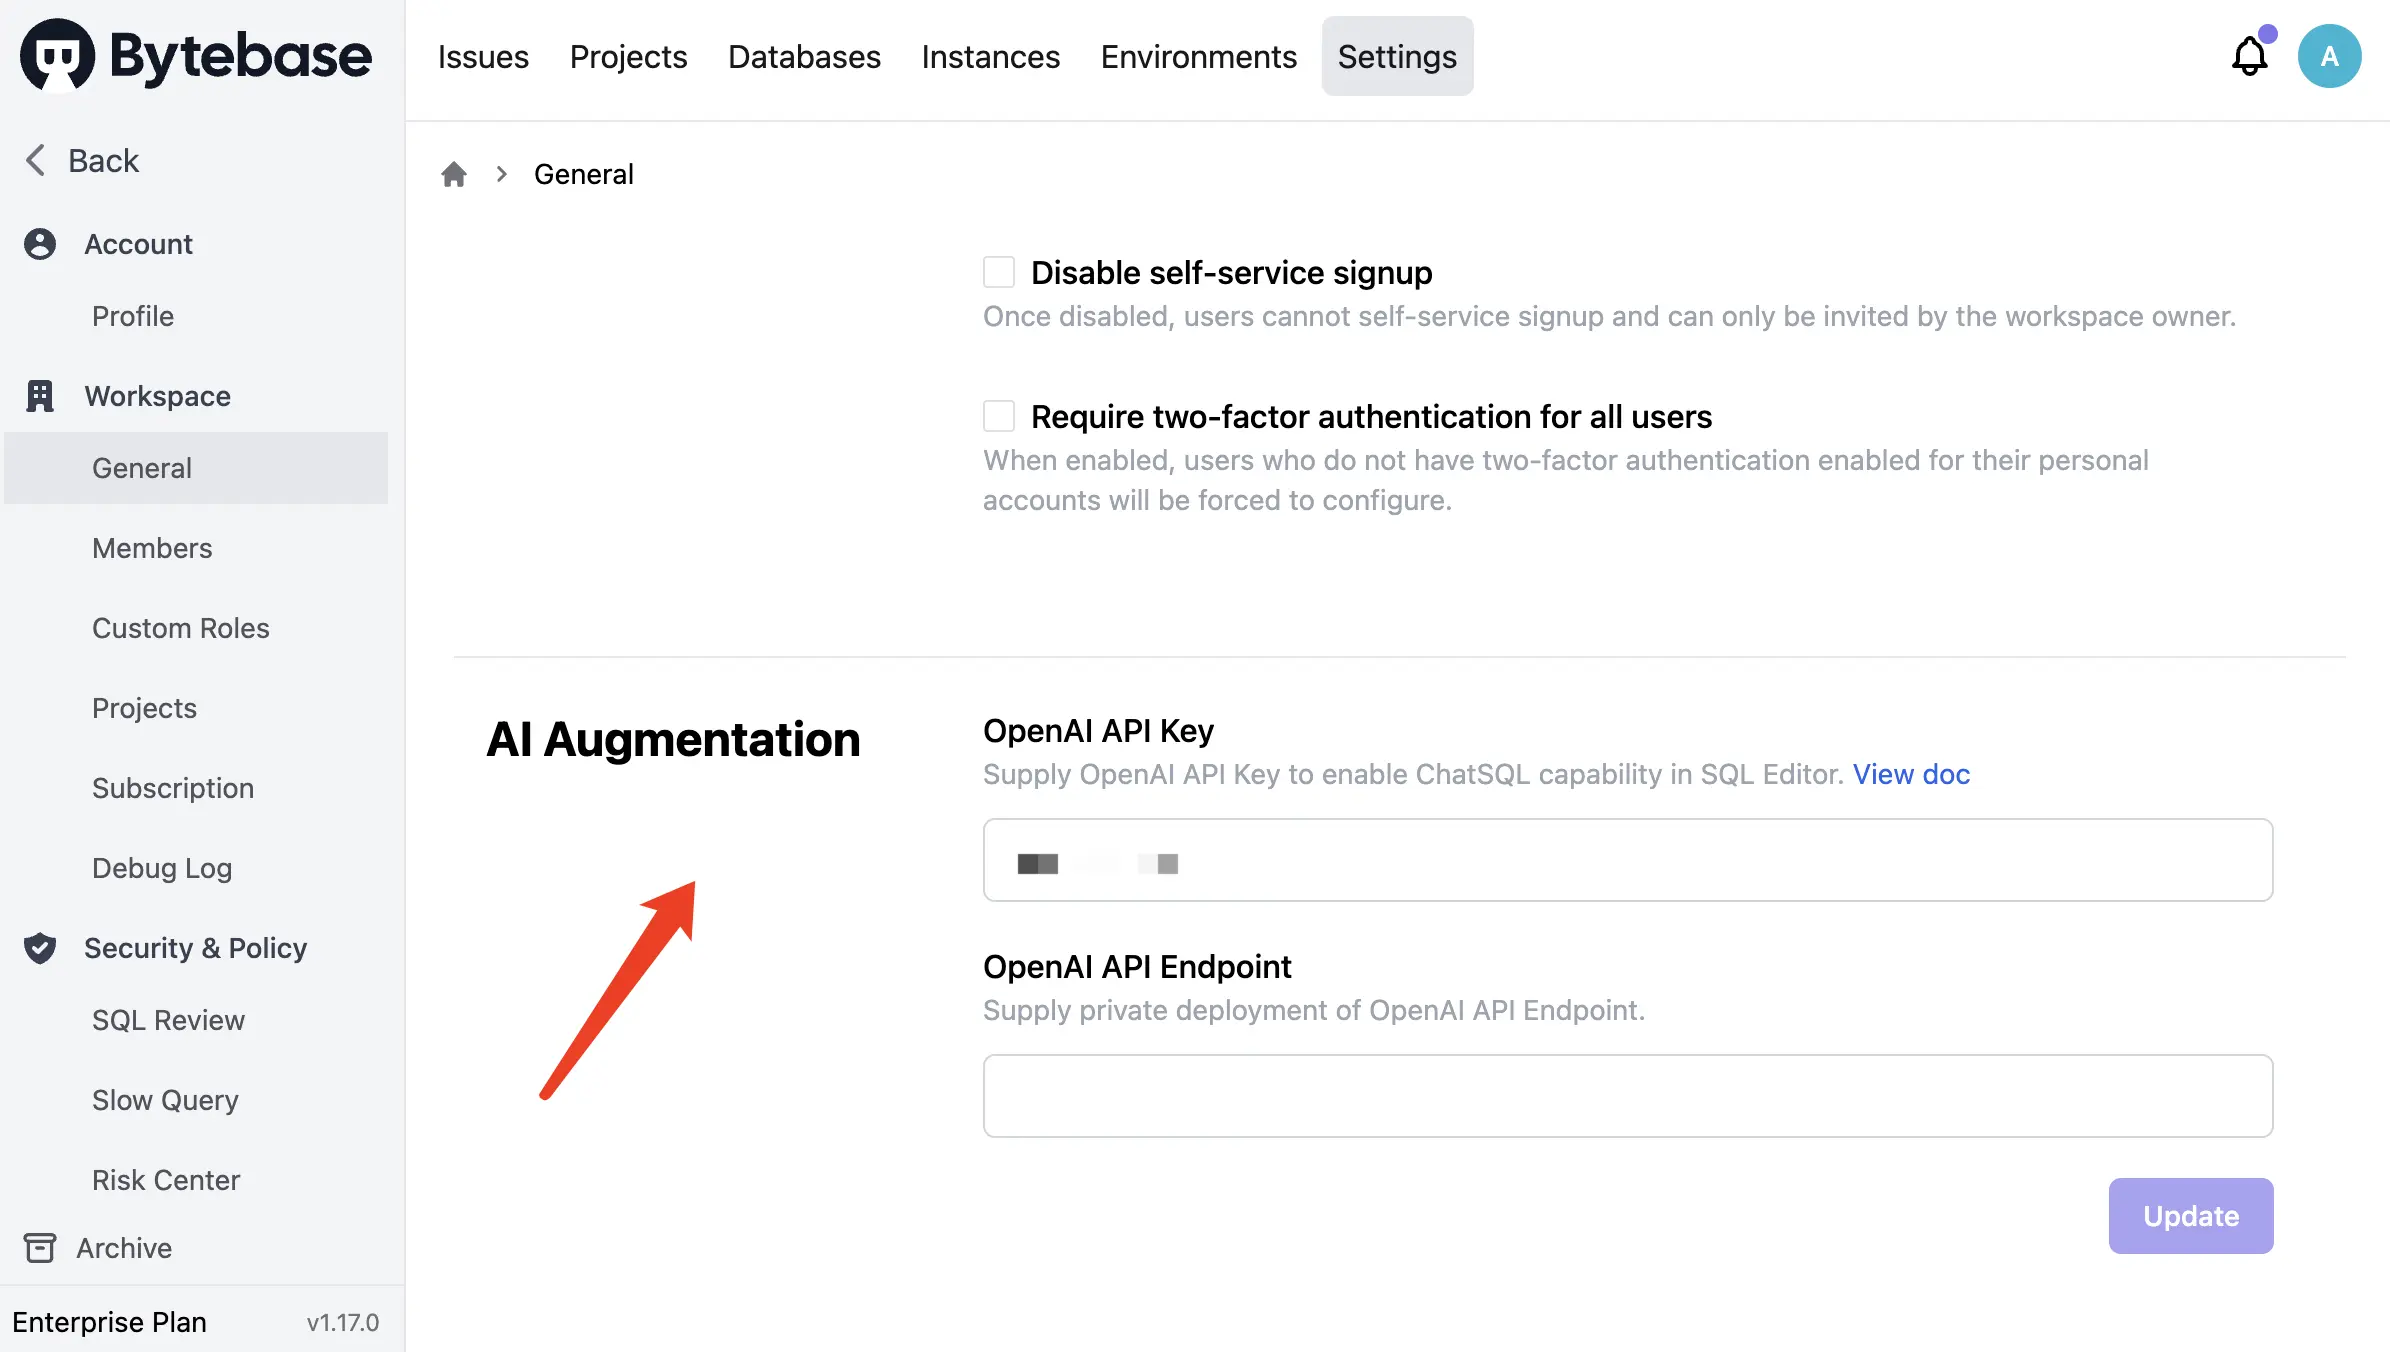 Bytebase
Issues
Projects
Databases
Instances
Environments
Settings
A
Back
Account
Profile
Workspace
General
Members
Custom Roles
Projects
Subscription
Debug Log
Security & Policy
SQL Review
Slow Query
Risk Center
Archive
Enterprise Plan
v1.17.0
General
Disable self-service signup
Once disabled, users cannot self-service signup and can only be invited by the workspace owner.
Require two-factor authentication for all users
When enabled, users who do not have two-factor authentication enabled for their personal
accounts will be forced to configure.
AI Augmentation
OpenAI API Key
Supply OpenAI API Key to enable ChatSQL capability in SQL Editor. View doc
OpenAI API Endpoint
Supply private deployment of OpenAI API Endpoint.
Update